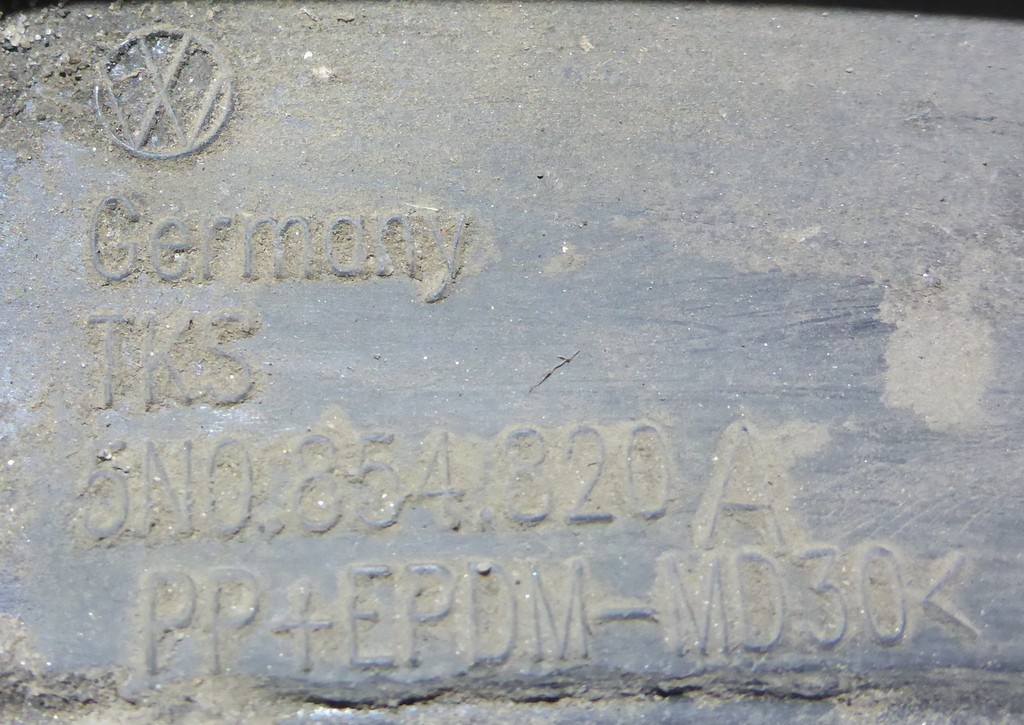 Germany
TKS
5N0.854.820 A
PP+EPDM-MD30<